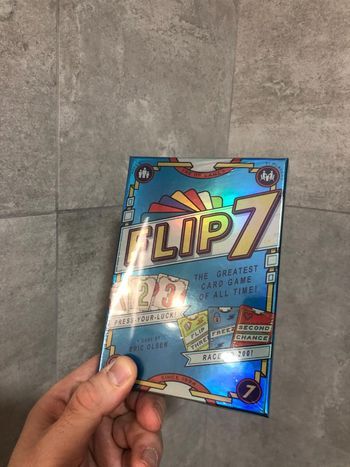 FLIP 7
THE GREATEST
CARD GAME
OF ALL TIME!
2 3
PRESS-YOUR-LUCK!
A GAME BY
ERIC OLSEN
FLIP
THREE
FREEZE
SECOND
CHANCE
RACE TO 200!
7